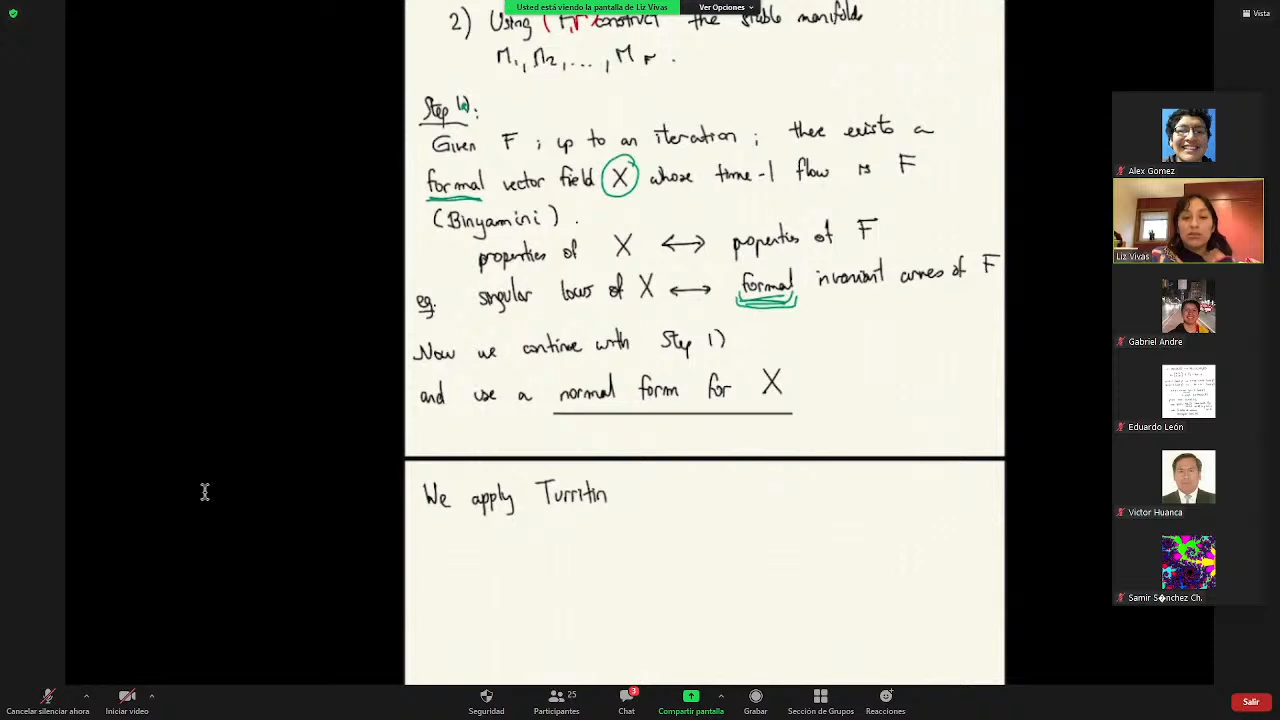 Usted está viendo la pantalla de Liz Vivas
Ver Opciones
Vista
2) Using construct the stable manifolds
M1, M2, ..., Mr.
Step 1a):
Given F ; up to an iteration ; there exists a
formal vector field X whose time-1 flow is F
(Binyamini).
properties of X ↔ properties of F
eg. singular locus of X ↔ formal invariant curves of F
Now we continue with Step 1)
and use a normal form for X
We apply Turritin
Alex Gomez
Liz Vivas
Gabriel Andre
Eduardo León
Victor Huanca
Samir S�nchez Ch.
Cancelar silenciar ahora
Iniciar video
Seguridad
25
Participantes
3
Chat
Compartir pantalla
Grabar
Sección de Grupos
Reacciones
Salir